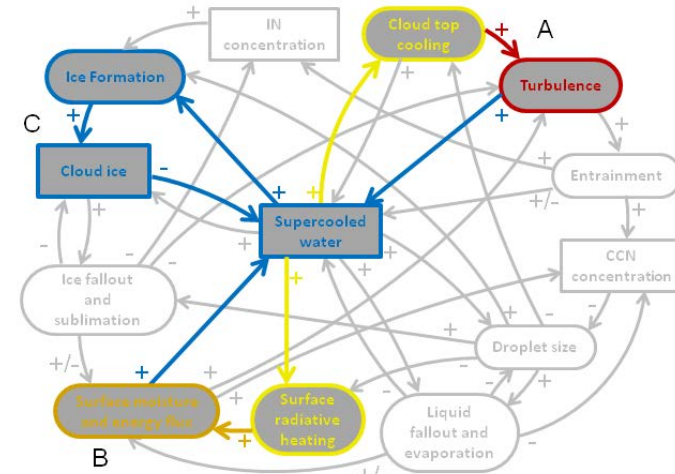 IN
concentration
Cloud top
cooling
A
Ice Formation
Turbulence
C
Cloud ice
Entrainment
Supercooled
water
CCN
concentration
Ice fallout
and
sublimation
Droplet size
Surface moisture
and energy flux
Surface
radiative
heating
Liquid
fallout and
evaporation
B
+
+
+
+
+
+
+
+
+/-
-
+
+
+
-
-
+
+
+/-
+
+
-
-
+/-